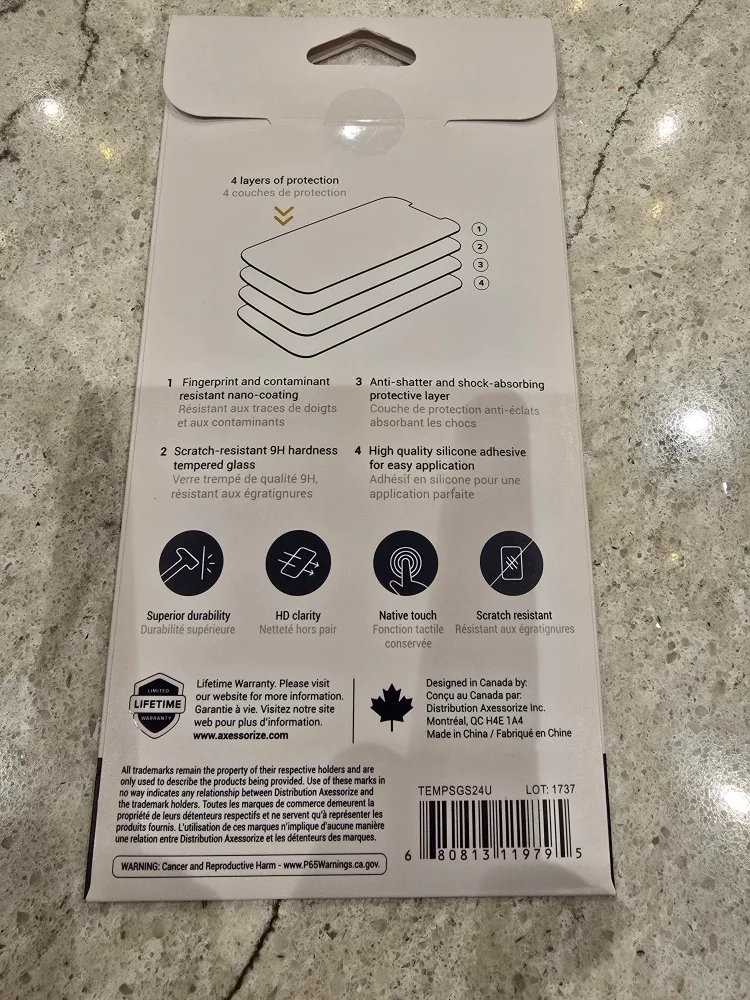 4 layers of protection
4 couches de protection
1
2
3
4
1 Fingerprint and contaminant
resistant nano-coating
Résistant aux traces de doigts
et aux contaminants
2 Scratch-resistant 9H hardness
tempered glass
Verre trempé de qualité 9H,
résistant aux égratignures
3 Anti-shatter and shock-absorbing
protective layer
Couche de protection anti-éclats
absorbant les chocs
4 High quality silicone adhesive
for easy application
Adhésif en silicone pour une
application parfaite
Superior durability
Durabilité supérieure
HD clarity
Netteté hors pair
Native touch
Fonction tactile
conservée
Scratch resistant
Résistant aux égratignures
LIMITED
LIFETIME
WARRANTY
Lifetime Warranty. Please visit
our website for more information.
Garantie à vie. Visitez notre site
web pour plus d'information.
www.axessorize.com
Designed in Canada by:
Conçu au Canada par:
Distribution Axessorize Inc.
Montréal, QC H4E 1A4
Made in China / Fabriqué en Chine
All trademarks remain the property of their respective holders and are
only used to describe the products being provided. Use of these marks in
no way indicates any relationship between Distribution Axessorize and
the trademark holders. Toutes les marques de commerce demeurent la
propriété de leurs détenteurs respectifs et ne servent qu'à représenter les
produits fournis. L'utilisation de ces marques n'implique d'aucune manière
une relation entre Distribution Axessorize et les détenteurs des marques.
WARNING: Cancer and Reproductive Harm - www.P65Warnings.ca.gov.
TEMPSGS24U LOT: 1737
6 80813 11979 5